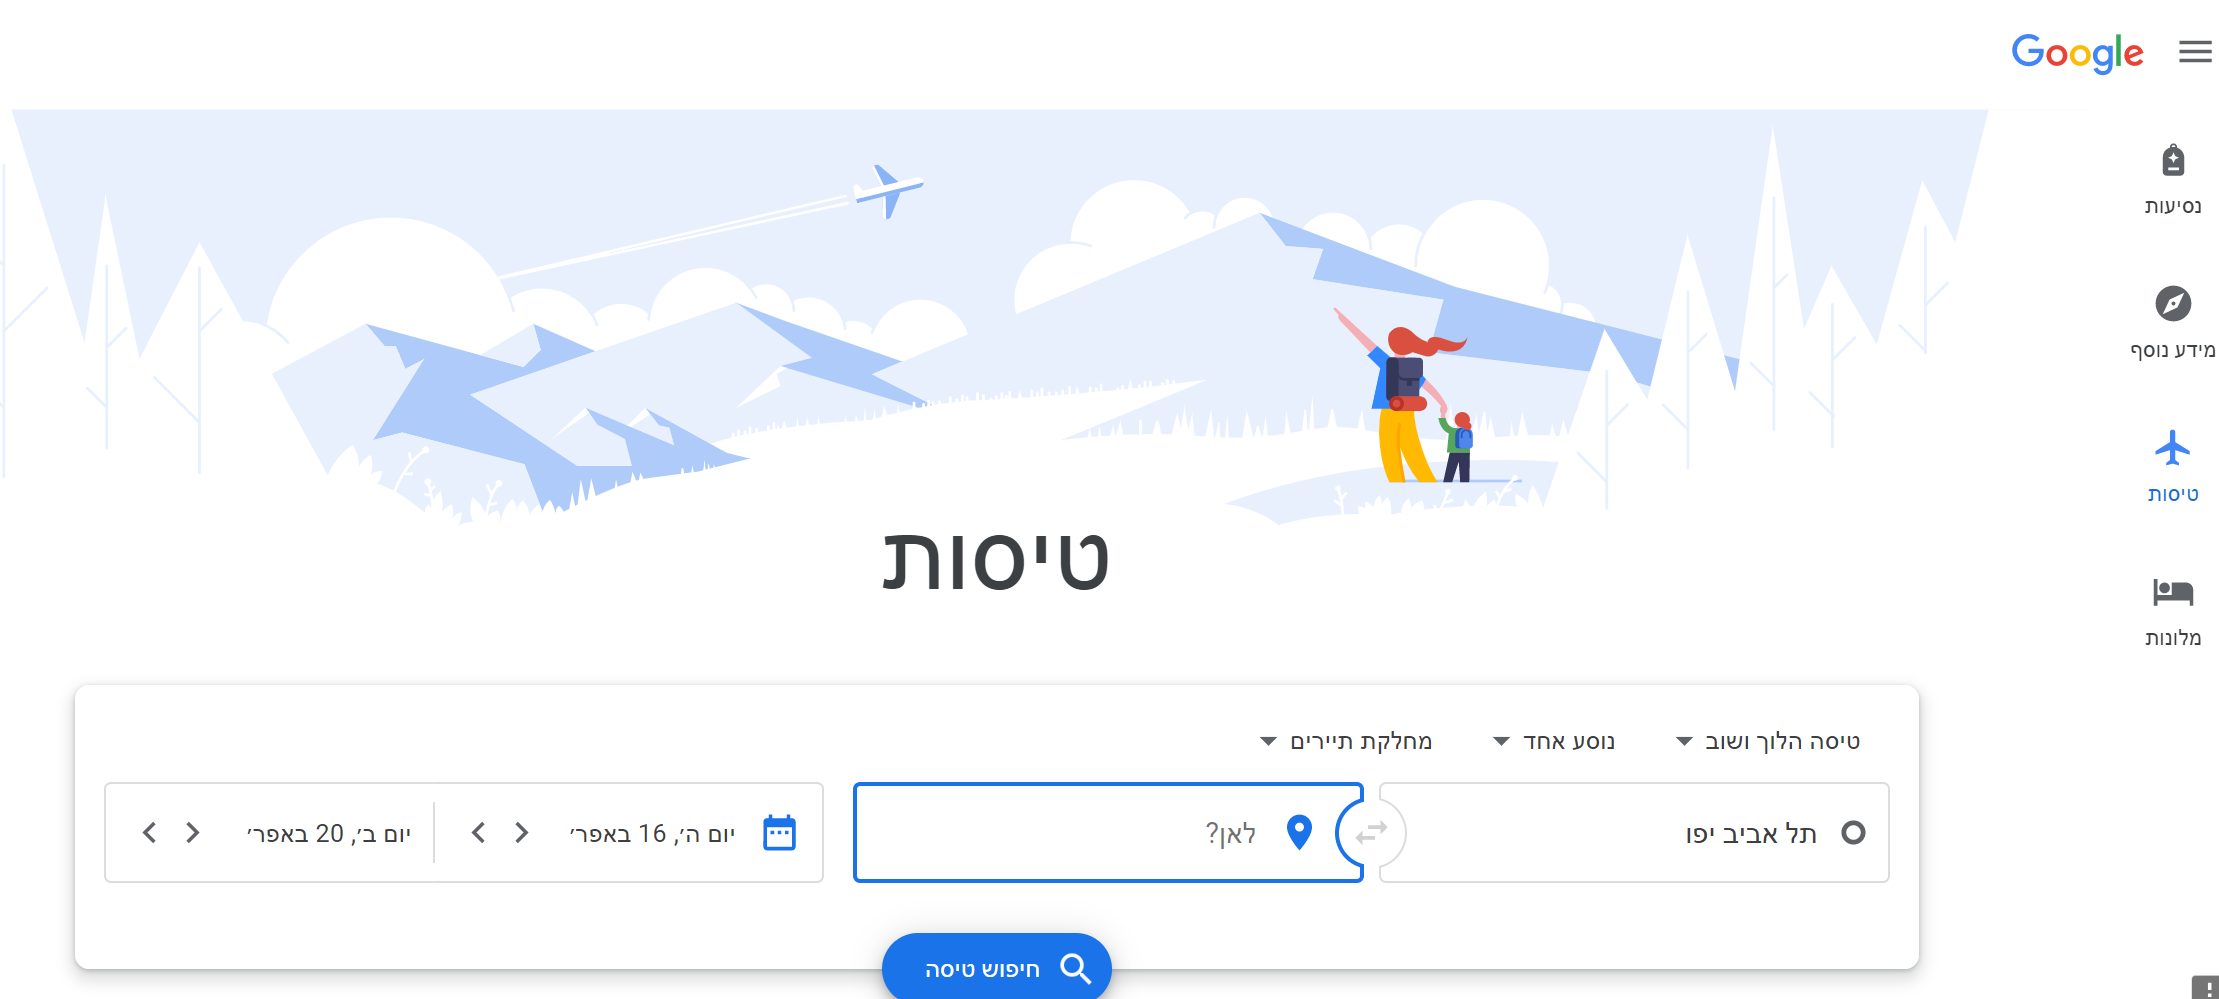 Google
נסיעות
מידע נוסף
טיסות
מלונות
טיסות
טיסה הלוך ושוב
נוסע אחד
מחלקת תיירים
תל אביב יפו
לאן?
יום ה׳, 16 באפר׳
יום ב׳, 20 באפר׳
חיפוש טיסה